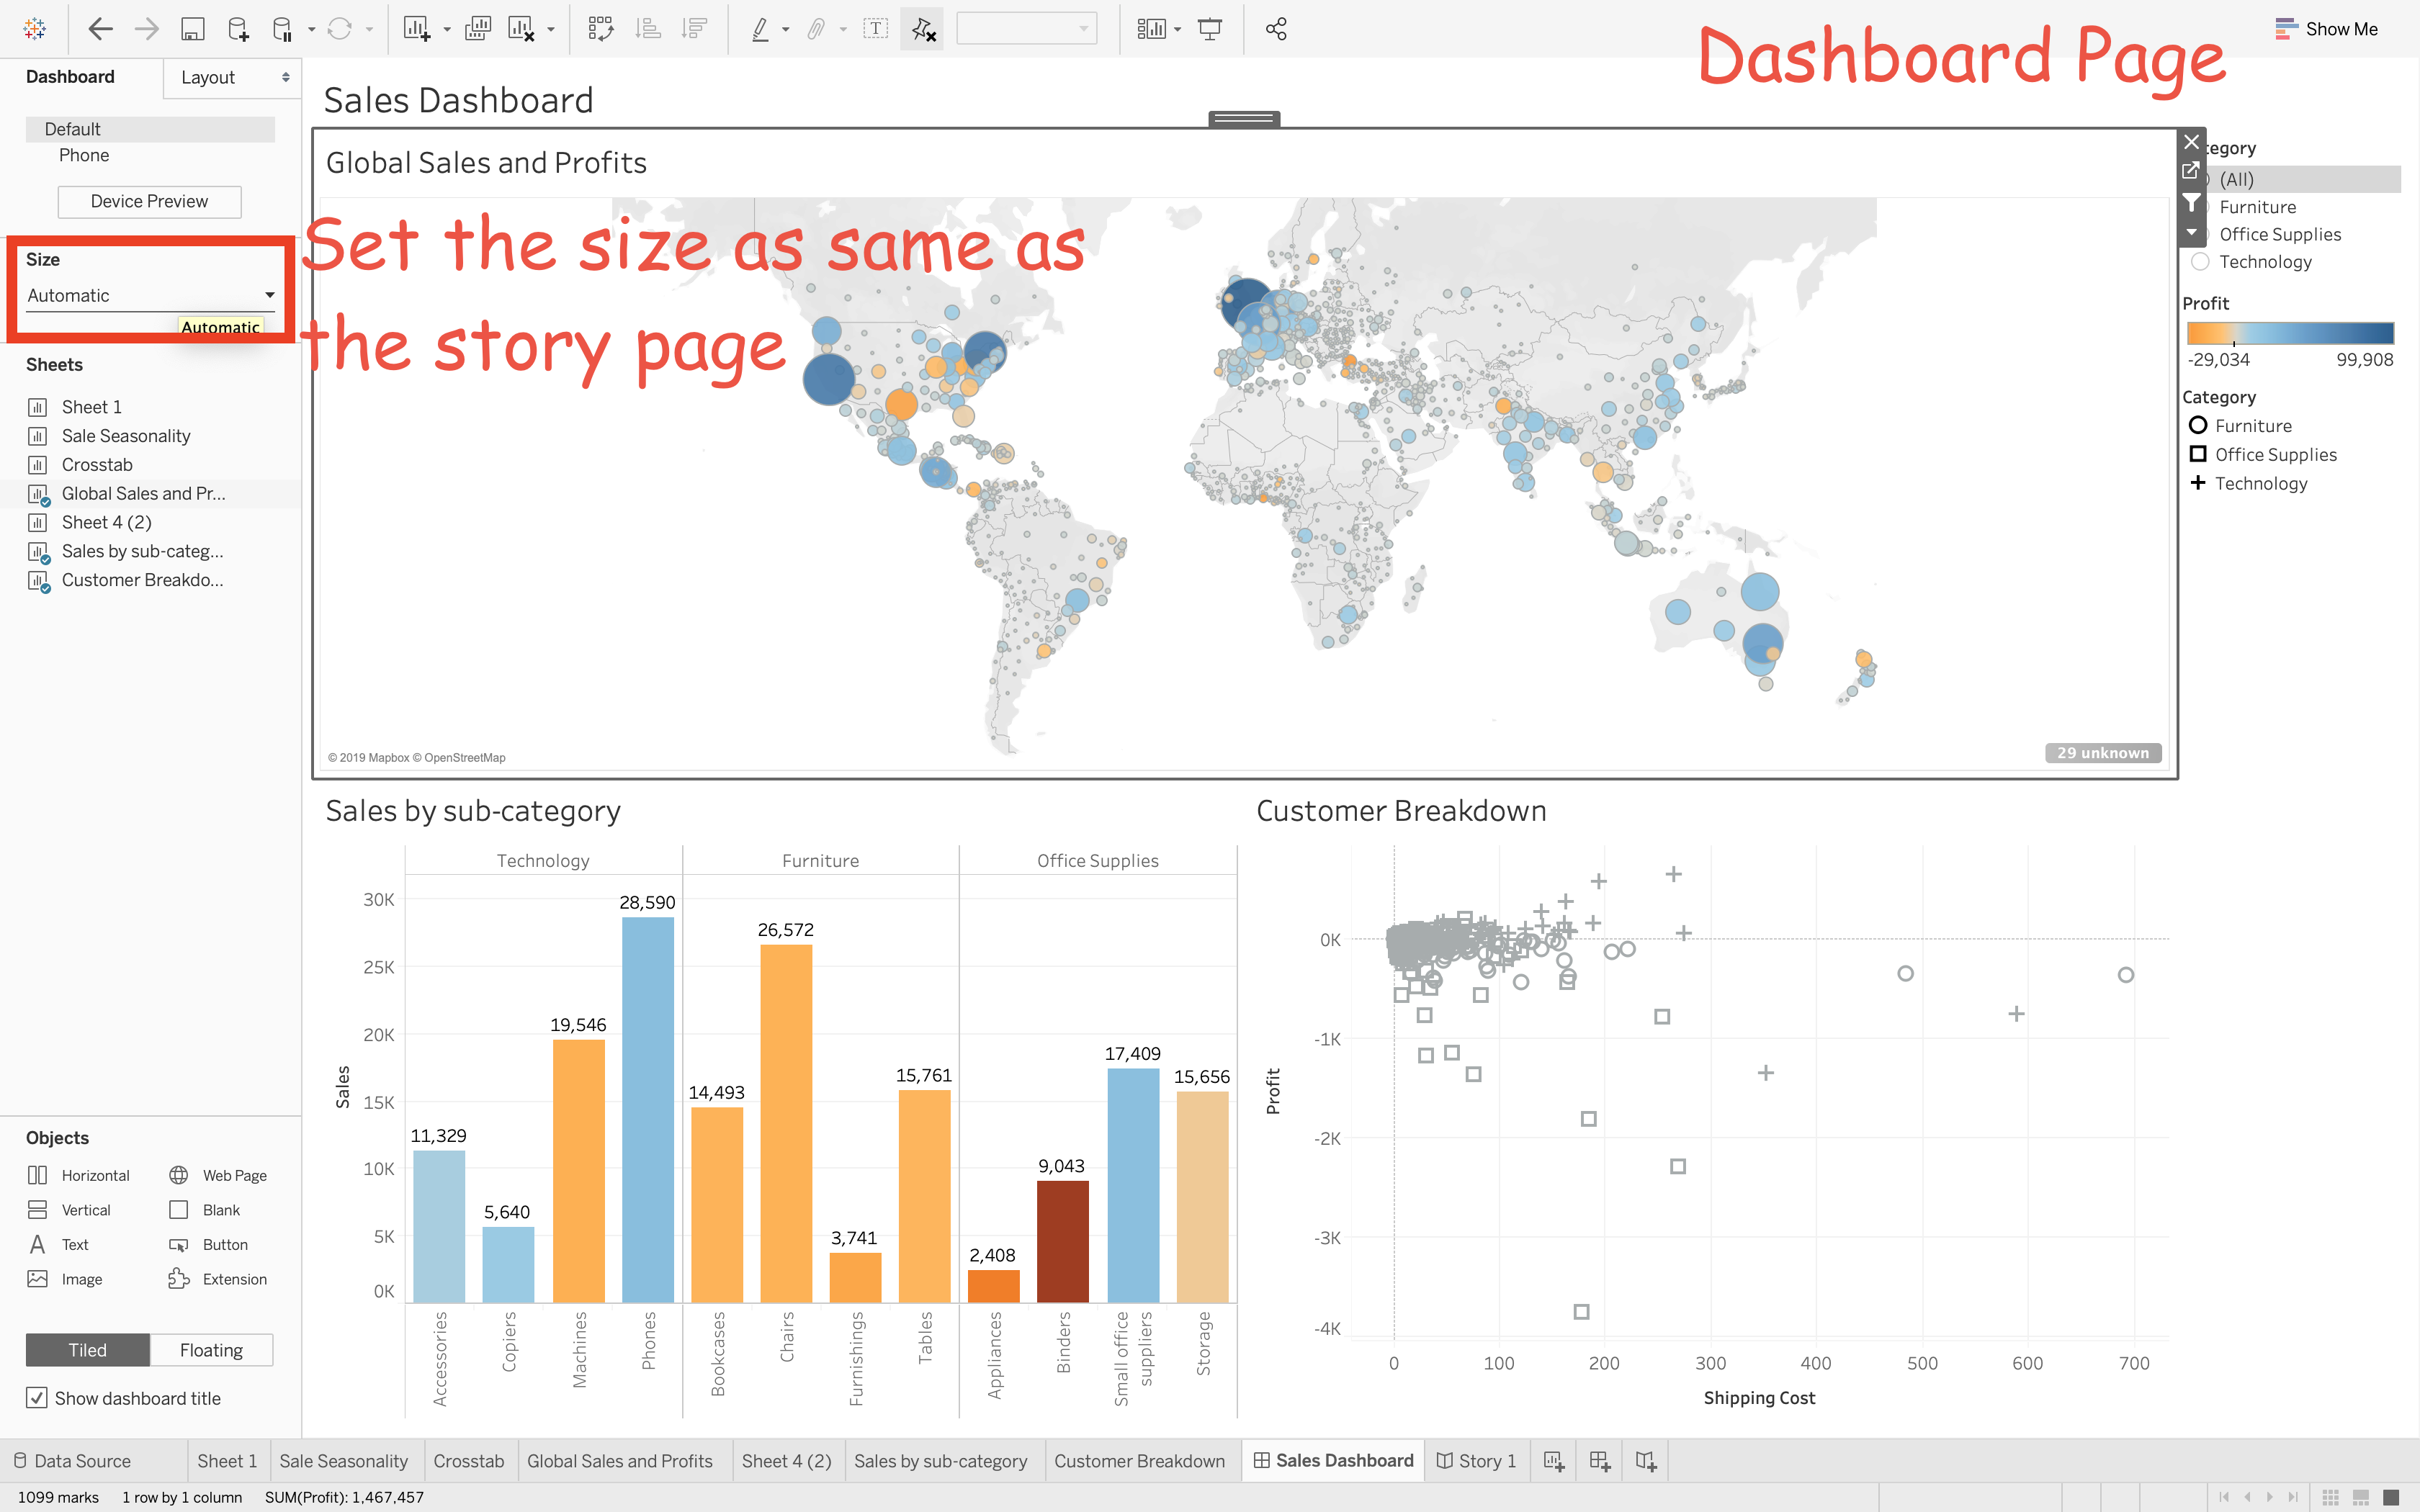 Show Me
Dashboard Page
Dashboard
Layout
Default
Phone
Device Preview
Size
Automatic
Automatic
Set the size as same as
the story page
Sheets
Sheet 1
Sale Seasonality
Crosstab
Global Sales and Pr...
Sheet 4 (2)
Sales by sub-categ...
Customer Breakdo...
Objects
Horizontal
Web Page
Vertical
Blank
Text
Button
Image
Extension
Tiled
Floating
Show dashboard title
Sales Dashboard
Global Sales and Profits
© 2019 Mapbox © OpenStreetMap
29 unknown
tegory
(All)
Furniture
Office Supplies
Technology
Profit
-29,034 99,908
Category
Furniture
Office Supplies
Technology
Sales by sub-category
Technology Furniture Office Supplies
30K
25K
20K
15K
10K
5K
0K
Sales
11,329
5,640
19,546
28,590
14,493
26,572
3,741
15,761
2,408
9,043
17,409
15,656
Accessories
Copiers
Machines
Phones
Bookcases
Chairs
Furnishings
Tables
Appliances
Binders
Small office
suppliers
Storage
Customer Breakdown
0K
-1K
-2K
-3K
-4K
Profit
0 100 200 300 400 500 600 700
Shipping Cost
Data Source Sheet 1 Sale Seasonality Crosstab Global Sales and Profits Sheet 4 (2) Sales by sub-category Customer Breakdown Sales Dashboard Story 1
1099 marks 1 row by 1 column SUM(Profit): 1,467,457